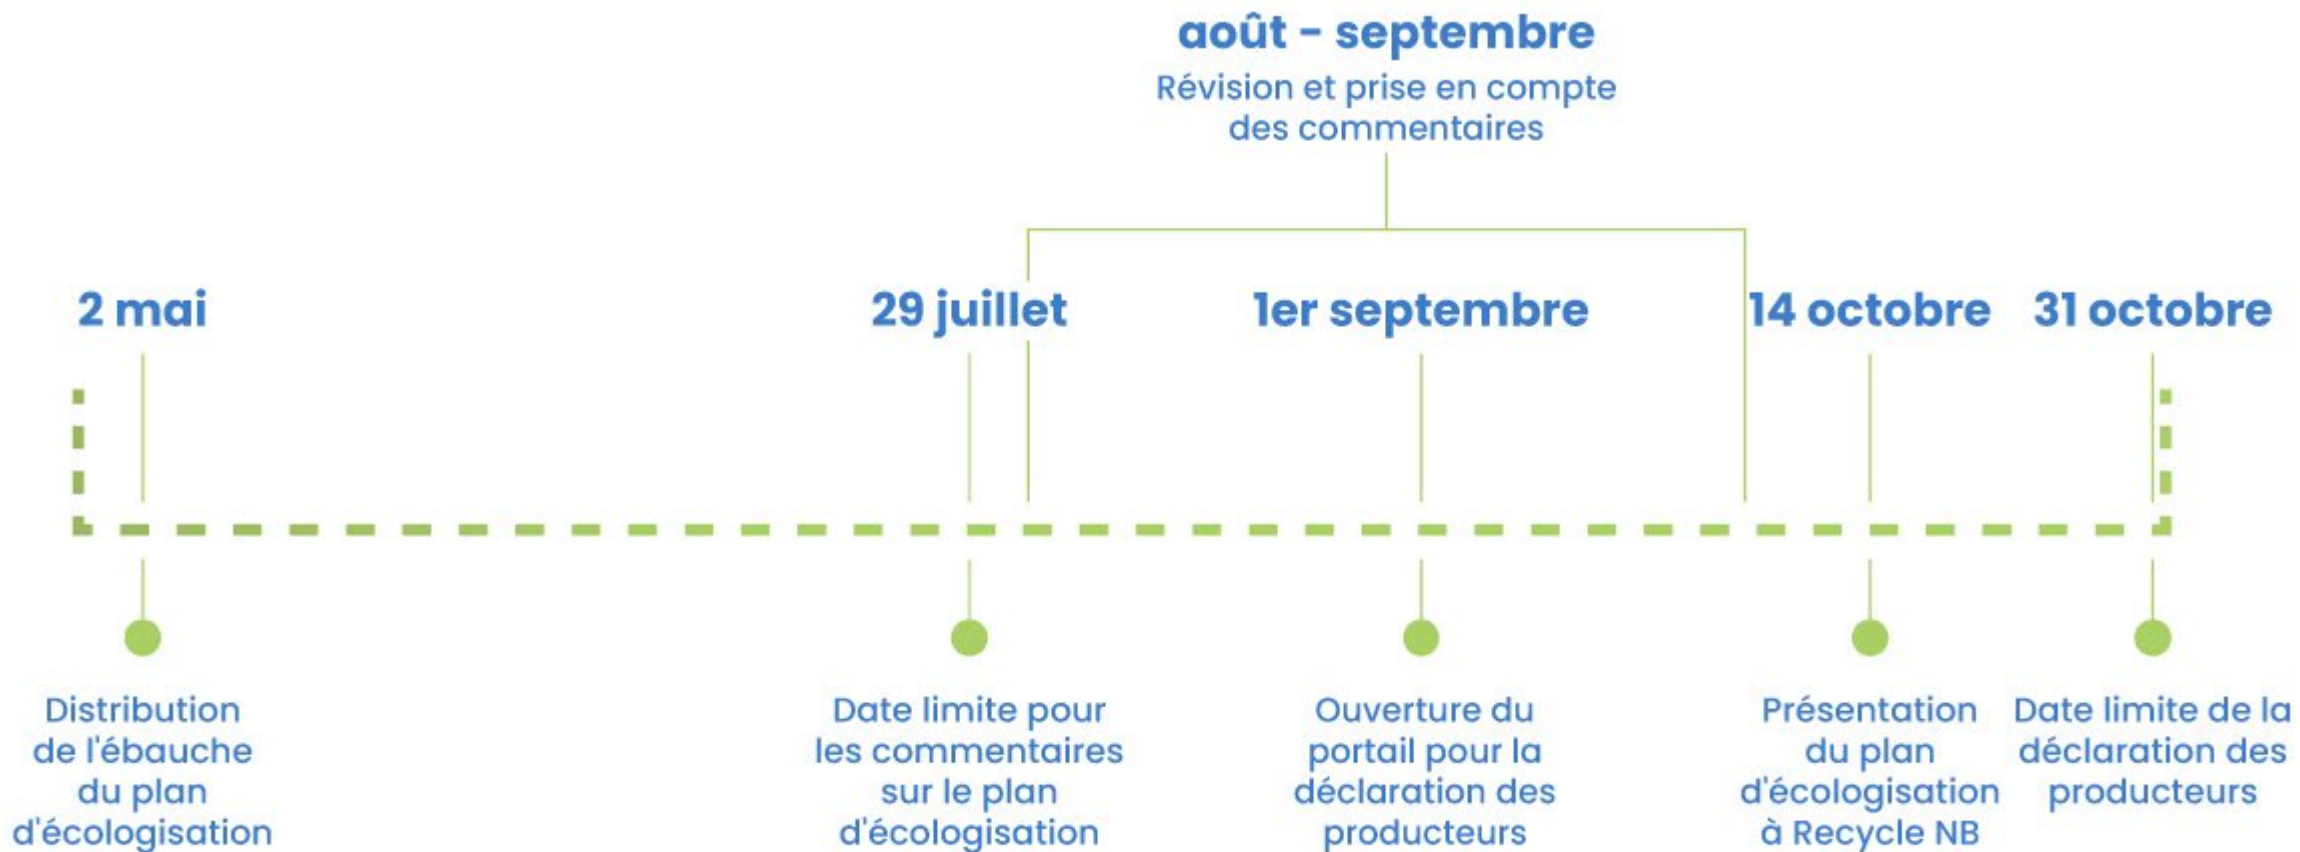 août - septembre
Révision et prise en compte
des commentaires
2 mai
29 juillet
1er septembre
14 octobre
31 octobre
Distribution
de l'ébauche
du plan
d'écologisation
Date limite pour
les commentaires
sur le plan
d'écologisation
Ouverture du
portail pour la
déclaration des
producteurs
Présentation
du plan
d'écologisation
à Recycle NB
Date limite de la
déclaration des
producteurs